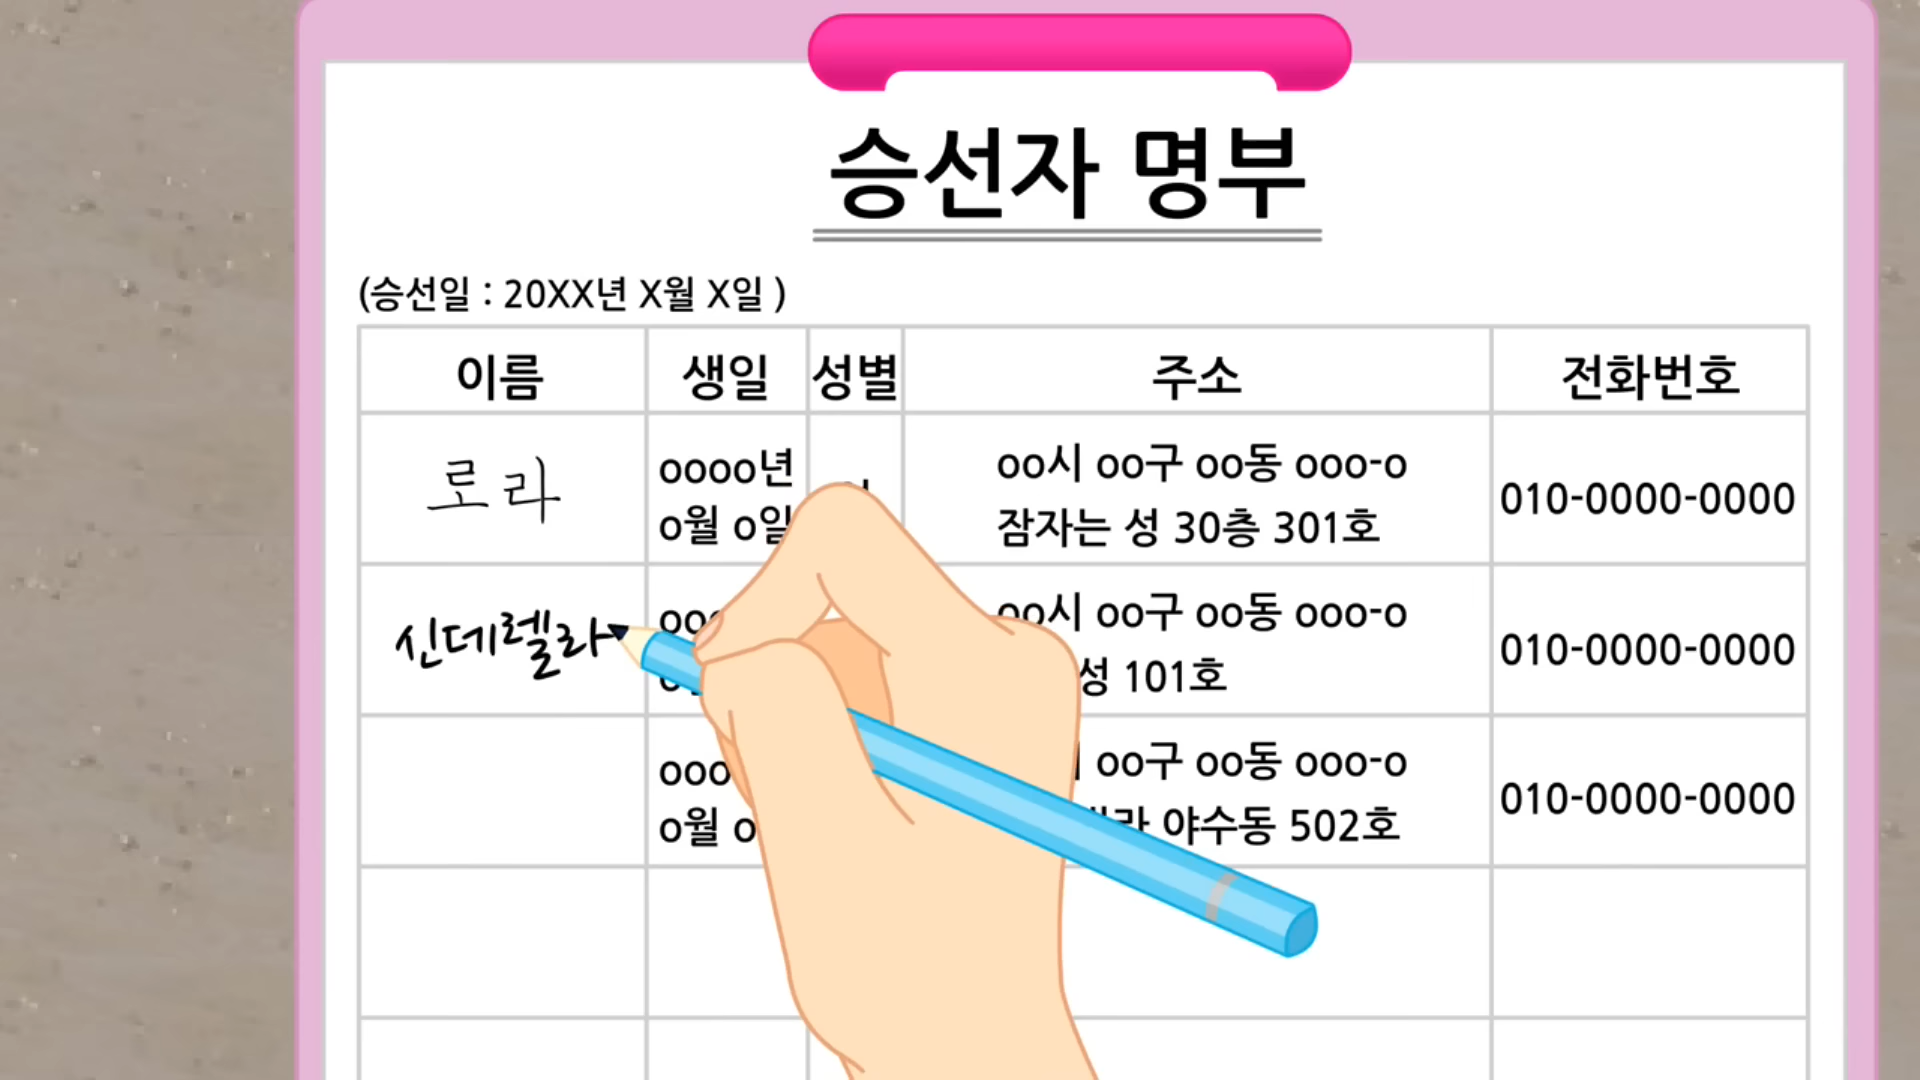 승선자 명부
(승선일 : 20XX년 X월 X일 )
이름 생일 성별 주소 전화번호
로라
oooo년
o월 o일
oo시 oo구 oo동 ooo-o
잠자는 성 30층 301호
010-0000-0000
신데렐라
oo시 oo구 oo동 ooo-o
성 101호
010-0000-0000
o월
oo구 oo동 ooo-o
야수동 502호
010-0000-0000